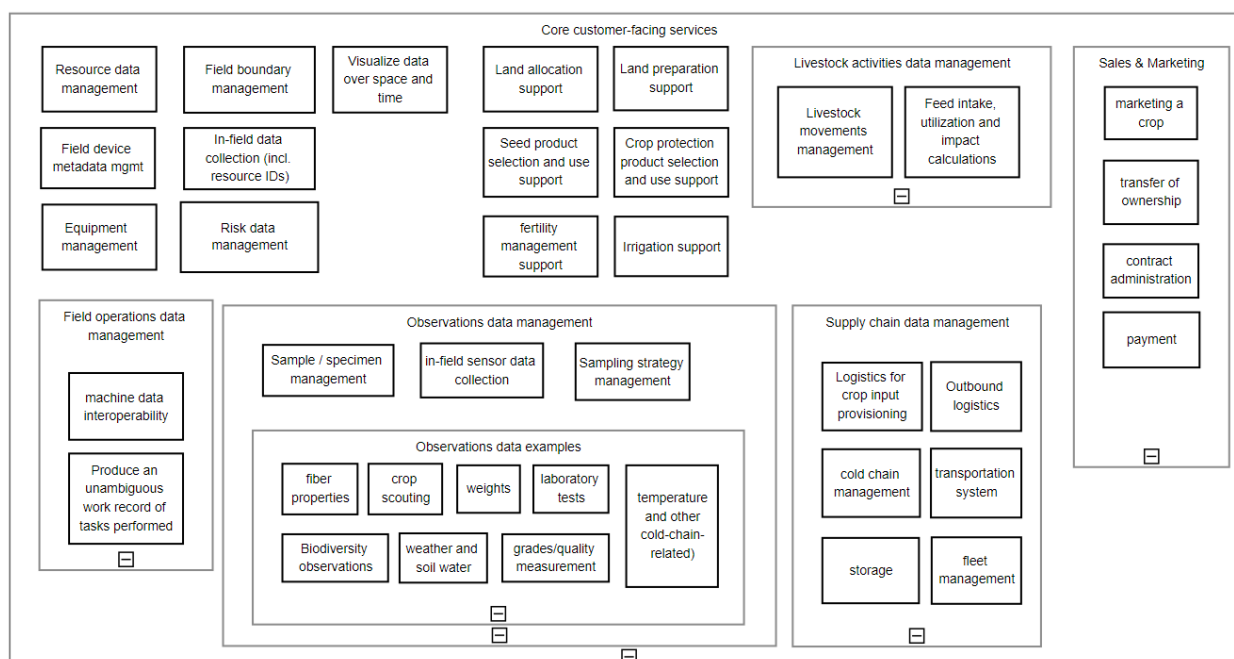 Core customer-facing services
Resource data
management
Field boundary
management
Visualize data
over space and
time
Field device
metadata mgmt
In-field data
collection (incl.
resource IDs)
Equipment
management
Risk data
management
Land allocation
support
Land preparation
support
Seed product
selection and use
support
Crop protection
product selection
and use support
fertility
management
support
Irrigation support
Livestock activities data management
Livestock
movements
management
Feed intake,
utilization and
impact
calculations
Sales & Marketing
marketing a
crop
transfer of
ownership
contract
administration
payment
Field operations data
management
machine data
interoperability
Produce an
unambiguous
work record of
tasks performed
Observations data management
Sample / specimen
management
in-field sensor data
collection
Sampling strategy
management
Observations data examples
fiber
properties
crop
scouting
weights
laboratory
tests
temperature
and other
cold-chain-
related)
Biodiversity
observations
weather and
soil water
grades/quality
measurement
Supply chain data management
Logistics for
crop input
provisioning
Outbound
logistics
cold chain
management
transportation
system
storage
fleet
management